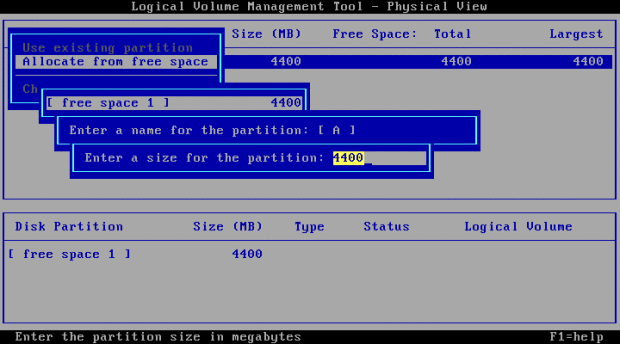 Logical Volume Management Tool - Physical View
Size (MB) Free Space: Total Largest
Use existing partition
Allocate from free space 4400 4400 4400
Ch
[ free space 1 ] 4400
Enter a name for the partition: [ A ]
Enter a size for the partition: 4400_
Disk Partition Size (MB) Type Status Logical Volume
[ free space 1 ] 4400
Enter the partition size in megabytes F1=help